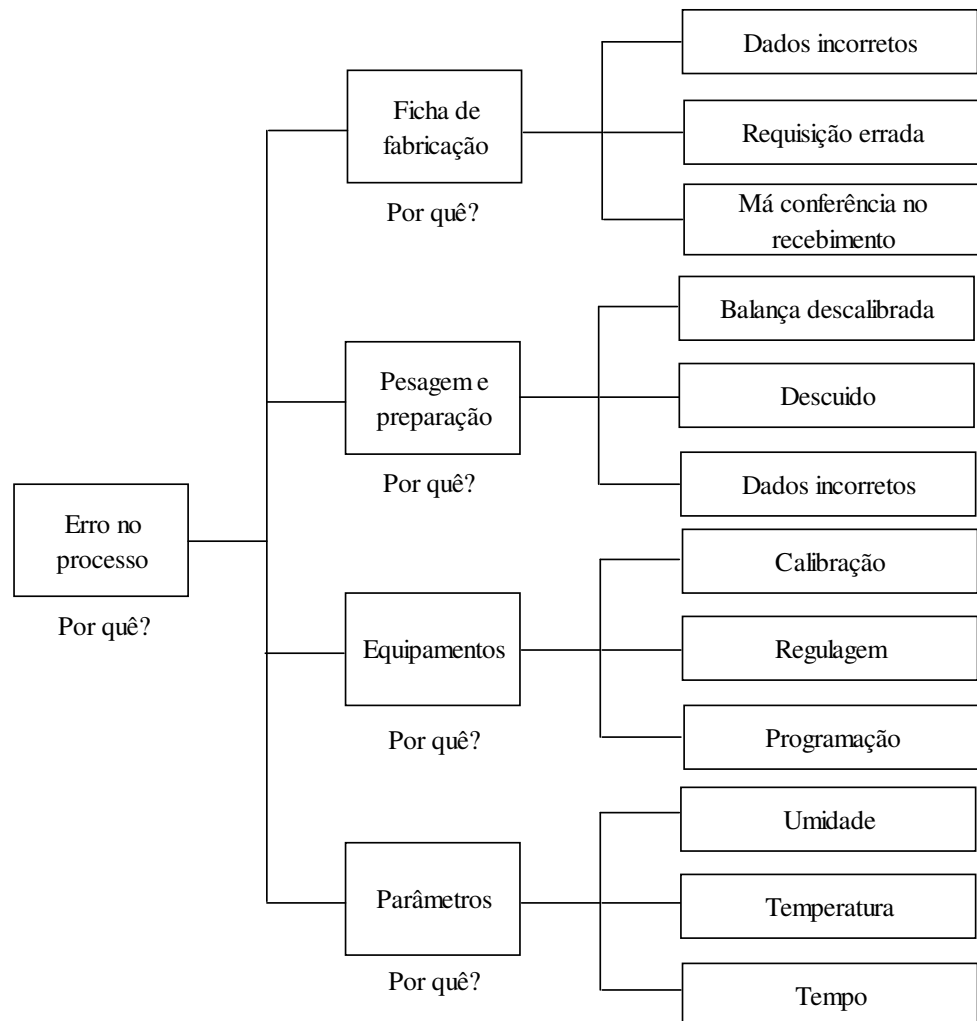 Dados incorretos
Ficha de
fabricação
Requisição errada
Por quê?
Má conferência no
recebimento
Balança descalibrada
Pesagem e
preparação
Descuido
Por quê?
Dados incorretos
Erro no
processo
Por quê?
Calibração
Equipamentos
Regulagem
Por quê?
Programação
Umidade
Parâmetros
Temperatura
Por quê?
Tempo